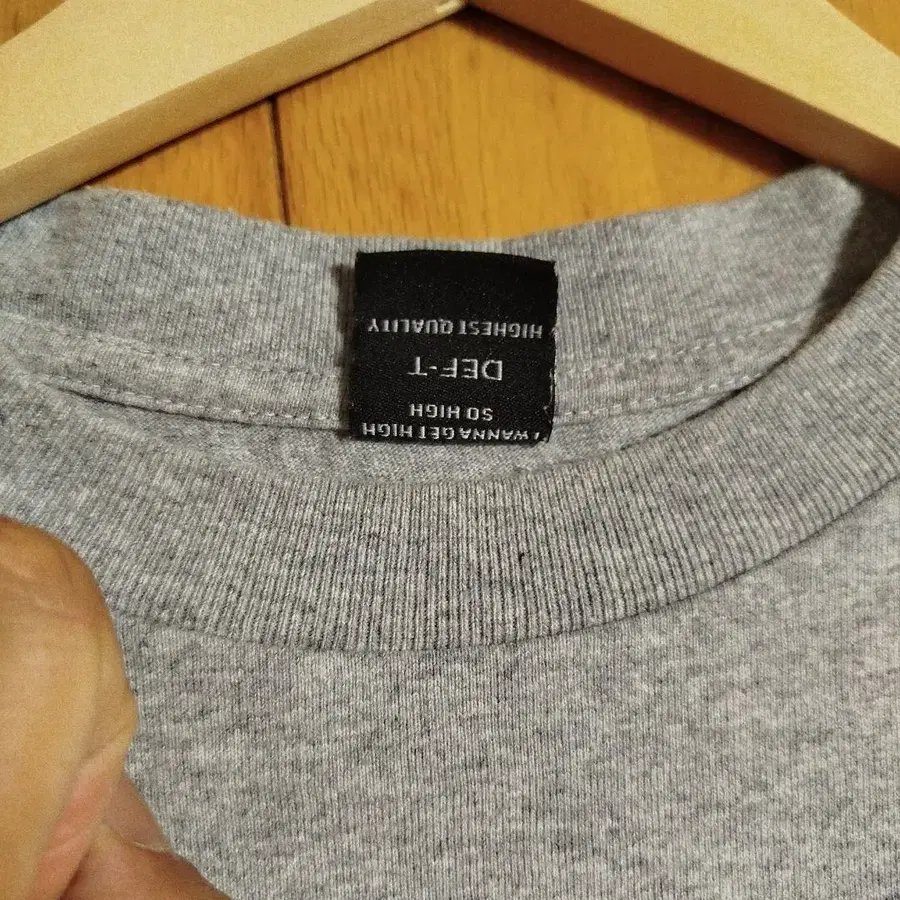 I WANNA GET HIGH
SO HIGH
DEF-T
HIGHEST QUALITY